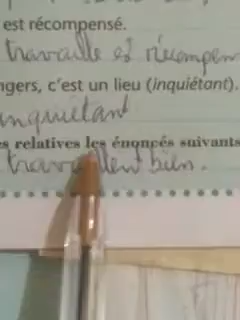 est récompensé.
travaille est récompen
ngers, c'est un lieu (inquiétant).
inquiétant
s relatives les énoncés suivants
travaillent bien.